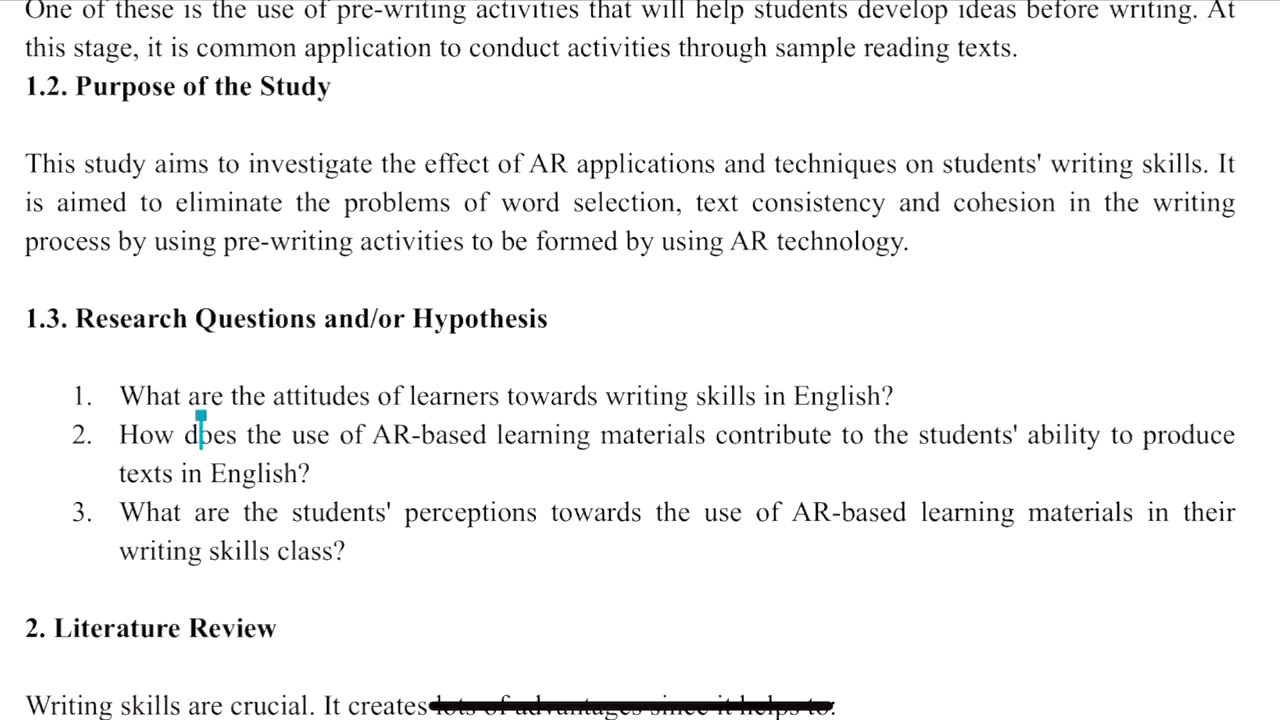 One of these is the use of pre-writing activities that will help students develop ideas before writing. At
this stage, it is common application to conduct activities through sample reading texts.
1.2. Purpose of the Study
This study aims to investigate the effect of AR applications and techniques on students' writing skills. It
is aimed to eliminate the problems of word selection, text consistency and cohesion in the writing
process by using pre-writing activities to be formed by using AR technology.
1.3. Research Questions and/or Hypothesis
1. What are the attitudes of learners towards writing skills in English?
2. How does the use of AR-based learning materials contribute to the students' ability to produce
texts in English?
3. What are the students' perceptions towards the use of AR-based learning materials in their
writing skills class?
2. Literature Review
Writing skills are crucial. It creates lots of advantages since it helps to.